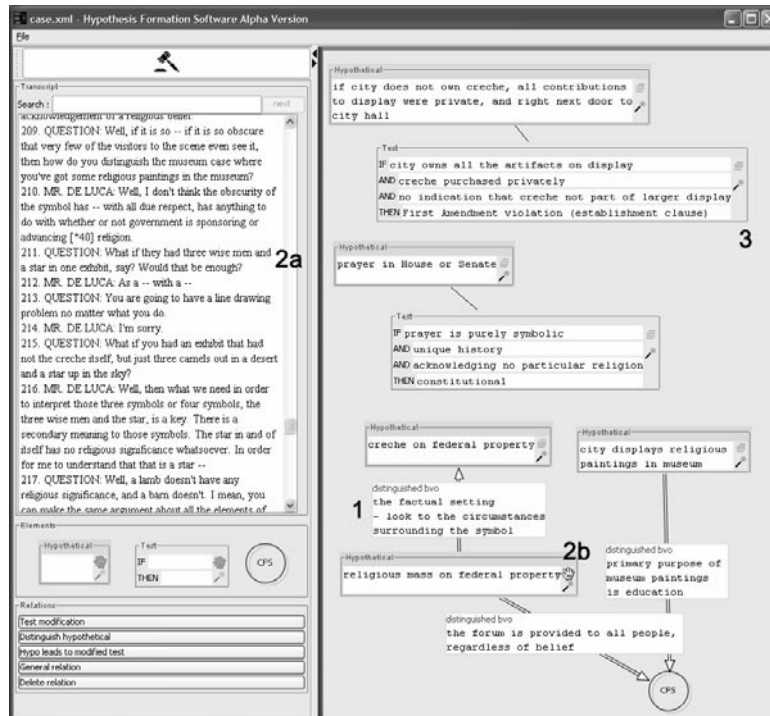 case.xml - Hypothesis Formation Software Alpha Version
File
Transcript
Search :
next
acknowledgement of a religious belief.
209. QUESTION: Well, if it is so -- if it is so obscure
that very few of the visitors to the scene even see it,
then how do you distinguish the museum case where
you've got some religious paintings in the museum?
210. MR. DE LUCA: Well, I don't think the obscurity of
the symbol has -- with all due respect, has anything to
do with whether or not government is sponsoring or
advancing [*40] religion.
211. QUESTION: What if they had three wise men and
a star in one exhibit, say? Would that be enough?
212. MR. DE LUCA: As a -- with a --
213. QUESTION: You are going to have a line drawing
problem no matter what you do.
214. MR. DE LUCA: I'm sorry.
215. QUESTION: What if you had an exhibit that had
not the creche itself, but just three camels out in a desert
and a star up in the sky?
216. MR. DE LUCA: Well, then what we need in order
to interpret those three symbols or four symbols, the
three wise men and the star, is a key. There is a
secondary meaning to those symbols. The star in and of
itself has no religious significance whatsoever. In order
for me to understand that that is a star --
217. QUESTION: Well, a lamb doesn't have any
religious significance, and a barn doesn't. I mean, you
can make the same argument about all the elements of
2a
Elements
Hypothetical
Test
IF
THEN
CFS
Relations
Test modification
Distinguish hypothetical
Hypo leads to modified test
General relation
Delete relation
Hypothetical
if city does not own creche, all contributions
to display were private, and right next door to
city hall
Test
IF city owns all the artifacts on display
AND creche purchased privately
AND no indication that creche not part of larger display
THEN First Amendment violation (establishment clause)
3
Hypothetical
prayer in House or Senate
Test
IF prayer is purely symbolic
AND unique history
AND acknowledging no particular religion
THEN constitutional
Hypothetical
creche on federal property
Hypothetical
city displays religious
paintings in museum
1
distinguished bvo
the factual setting
- look to the circumstances
surrounding the symbol
2b
Hypothetical
religious mass on federal property
distinguished bvo
primary purpose of
museum paintings
is education
distinguished bvo
the forum is provided to all people,
regardless of belief
CFS